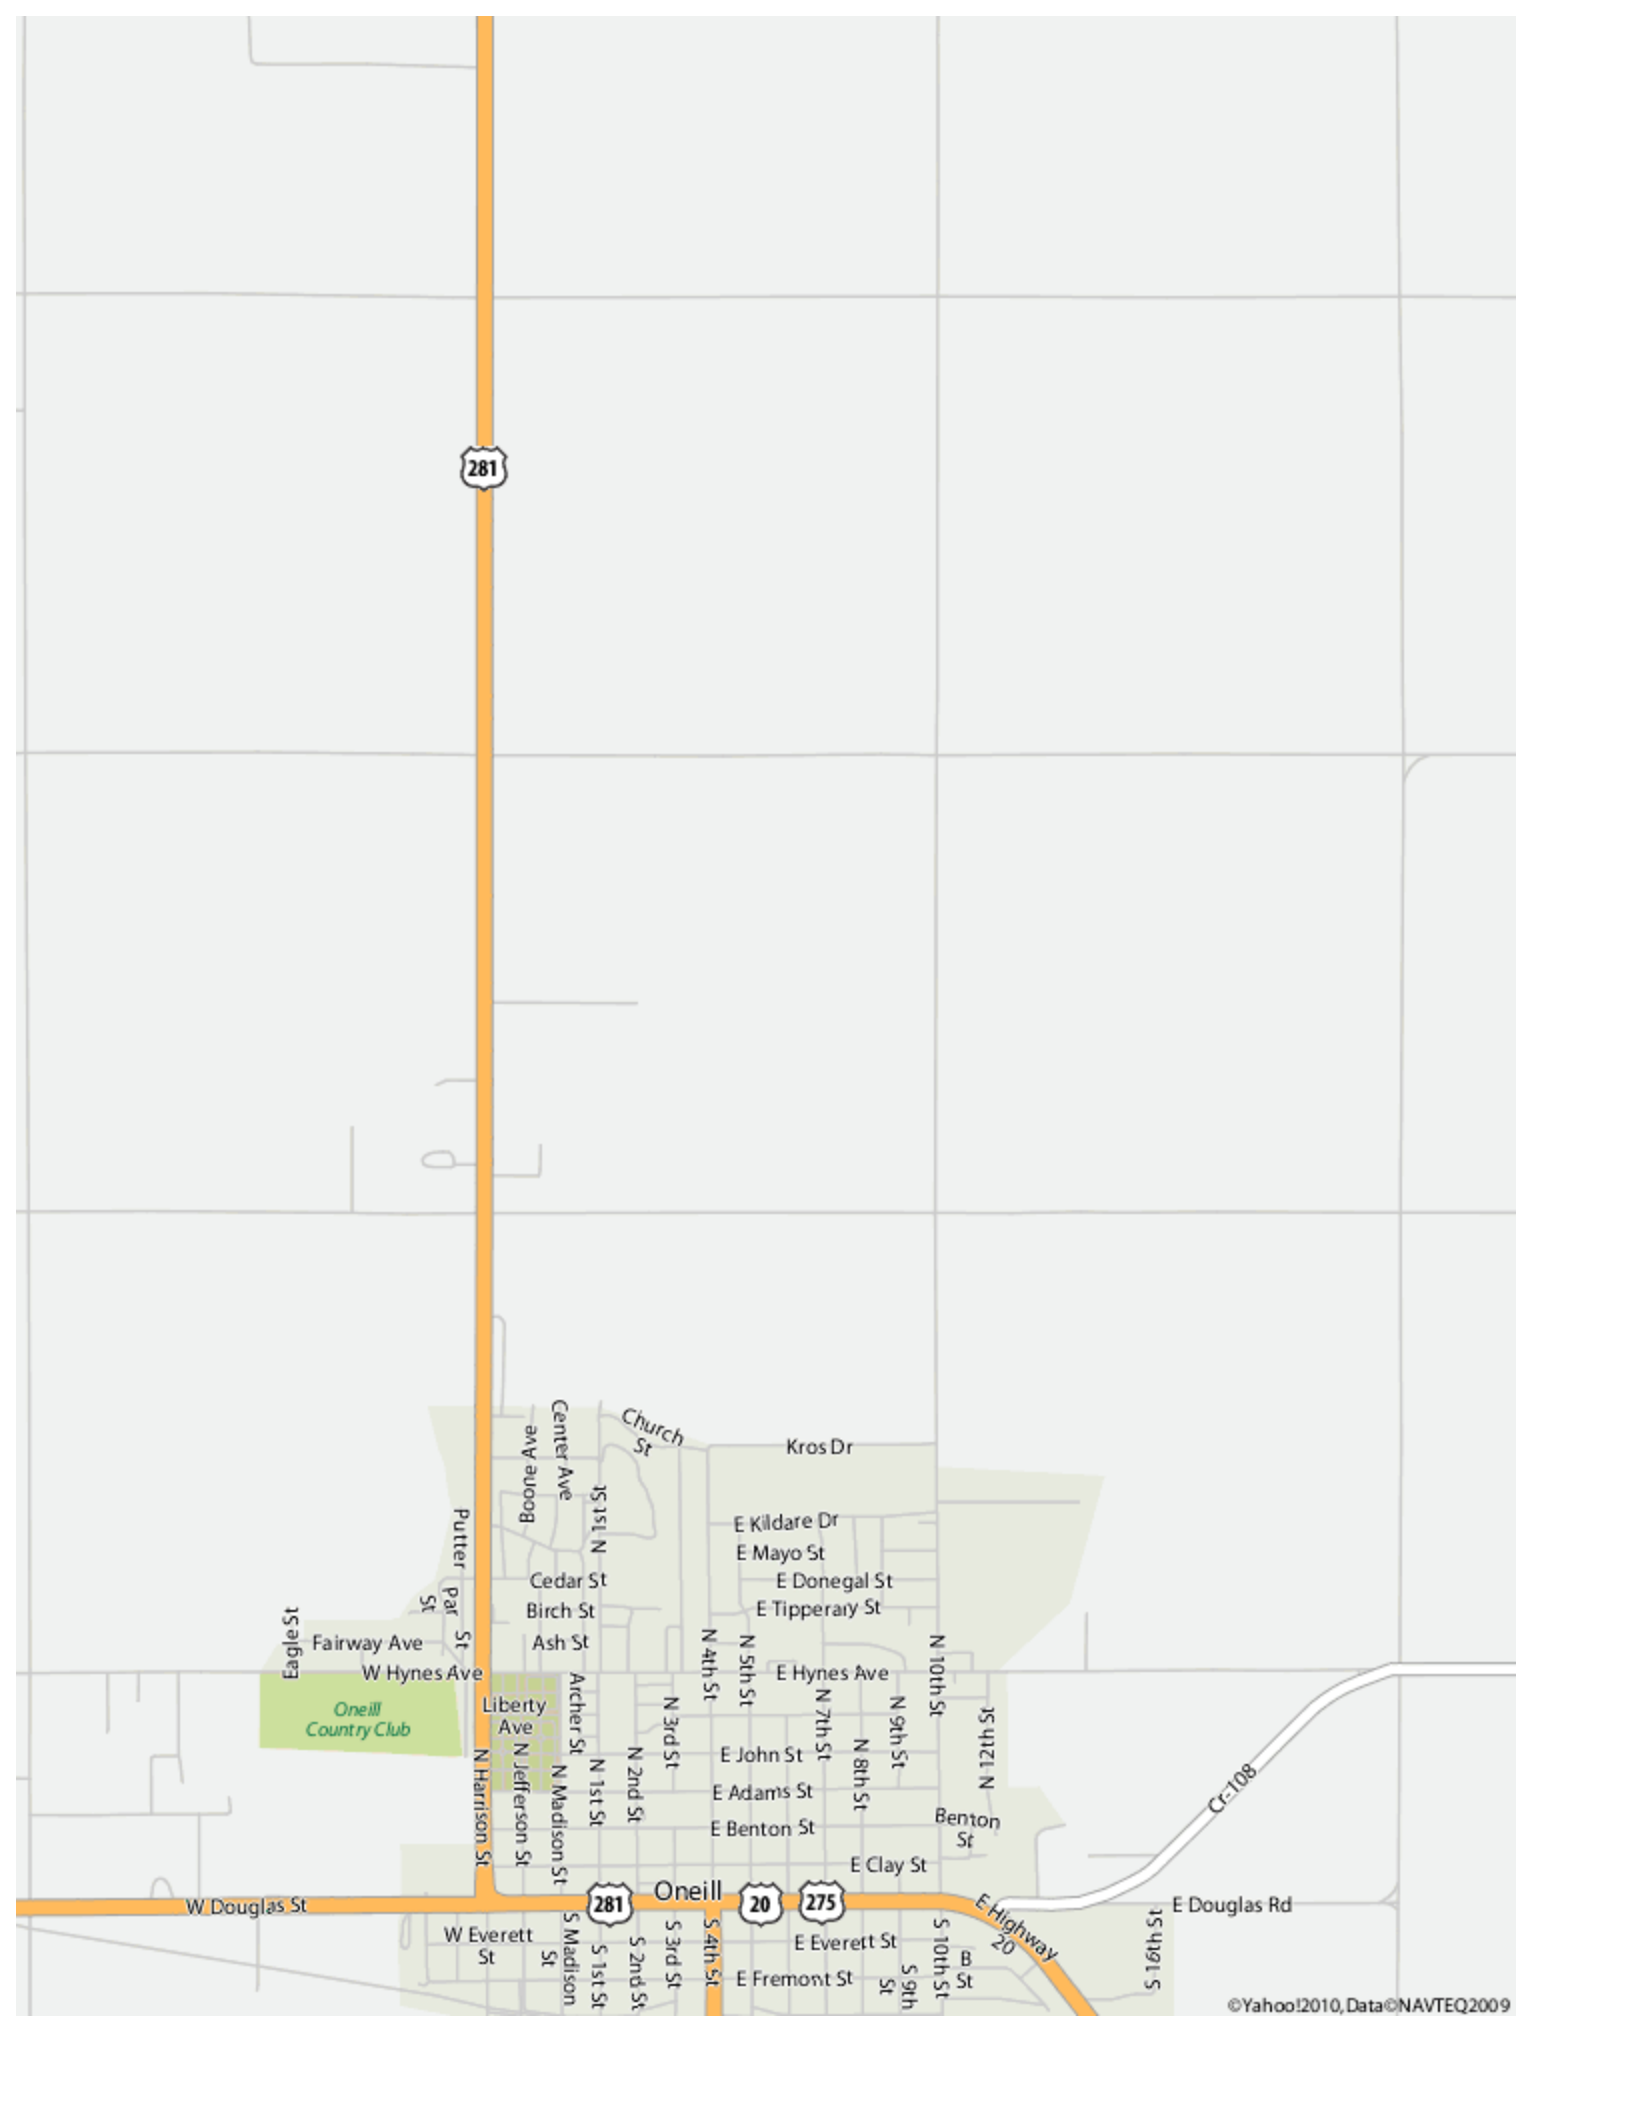 281
Church
St
Center Ave
Boone Ave
Kros Dr
N 1st St
Putter
St
E Kildare Dr
E Mayo St
Cedar St
E Donegal St
Par
St
Birch St
E Tipperary St
Eagle St
Fairway Ave
Ash St
N 4th St
N 5th St
N 10th St
W Hynes Ave
E Hynes Ave
Oneill
Country Club
Liberty
Ave
Archer St
N 3rd St
N 7th St
N 9th St
N 12th St
N Harrison St
N Jefferson St
N Madison St
N 1st St
N 2nd St
E John St
N 8th St
E Adams St
Cr-108
E Benton St
Benton
St
E Clay St
W Douglas St
281
Oneill
20
275
E Highway
20
E Douglas Rd
W Everett
St
St
S Madison
S 1st St
S 2nd St
S 3rd St
S 4th St
E Everett St
S 10th St
B
St
S 16th St
E Fremont St
S 9th
St
©Yahoo!2010,Data©NAVTEQ2009